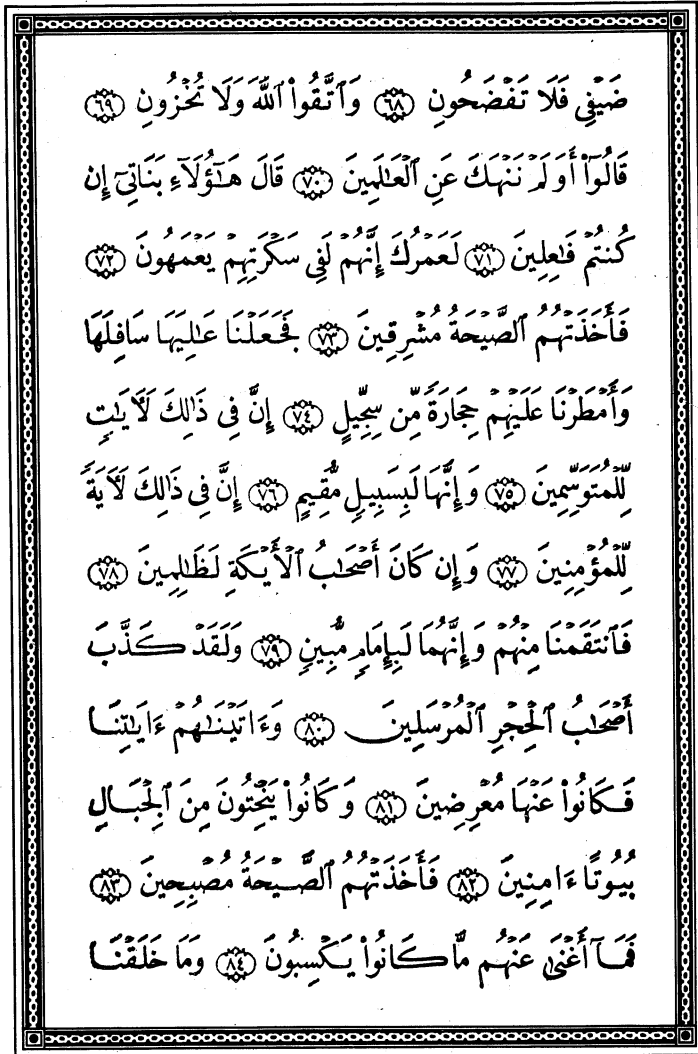 ضَيْفِي فَلَا تَفْضَحُونِ ﴿٦٨﴾ وَٱتَّقُوا۟ ٱللَّهَ وَلَا تُخْزُونِ ﴿٦٩﴾
قَالُوٓا۟ أَوَلَمْ نَنْهَكَ عَنِ ٱلْعَـٰلَمِينَ ﴿٧٠﴾ قَالَ هَـٰٓؤُلَآءِ بَنَاتِىٓ إِن
كُنتُمْ فَـٰعِلِينَ ﴿٧١﴾ لَعَمْرُكَ إِنَّهُمْ لَفِى سَكْرَتِهِمْ يَعْمَهُونَ ﴿٧٢﴾
فَأَخَذَتْهُمُ ٱلصَّيْحَةُ مُشْرِقِينَ ﴿٧٣﴾ فَجَعَلْنَا عَـٰلِيَهَا سَافِلَهَا
وَأَمْطَرْنَا عَلَيْهِمْ حِجَارَةً مِّن سِجِّيلٍ ﴿٧٤﴾ إِنَّ فِى ذَٰلِكَ لَـَٔايَـٰتٍ
لِّلْمُتَوَسِّمِينَ ﴿٧٥﴾ وَإِنَّهَا لَبِسَبِيلٍ مُّقِيمٍ ﴿٧٦﴾ إِنَّ فِى ذَٰلِكَ لَـَٔايَةً
لِّلْمُؤْمِنِينَ ﴿٧٧﴾ وَإِن كَانَ أَصْحَـٰبُ ٱلْأَيْكَةِ لَظَـٰلِمِينَ ﴿٧٨﴾
فَٱنتَقَمْنَا مِنْهُمْ وَإِنَّهُمَا لَبِإِمَامٍ مُّبِينٍ ﴿٧٩﴾ وَلَقَدْ كَذَّبَ
أَصْحَـٰبُ ٱلْحِجْرِ ٱلْمُرْسَلِينَ ﴿٨٠﴾ وَءَاتَيْنَـٰهُمْ ءَايَـٰتِنَا
فَكَانُوا۟ عَنْهَا مُعْرِضِينَ ﴿٨١﴾ وَكَانُوا۟ يَنْحِتُونَ مِنَ ٱلْجِبَالِ
بُيُوتًا ءَامِنِينَ ﴿٨٢﴾ فَأَخَذَتْهُمُ ٱلصَّيْحَةُ مُصْبِحِينَ ﴿٨٣﴾
فَمَآ أَغْنَىٰ عَنْهُم مَّا كَانُوا۟ يَكْسِبُونَ ﴿٨٤﴾ وَمَا خَلَقْنَا